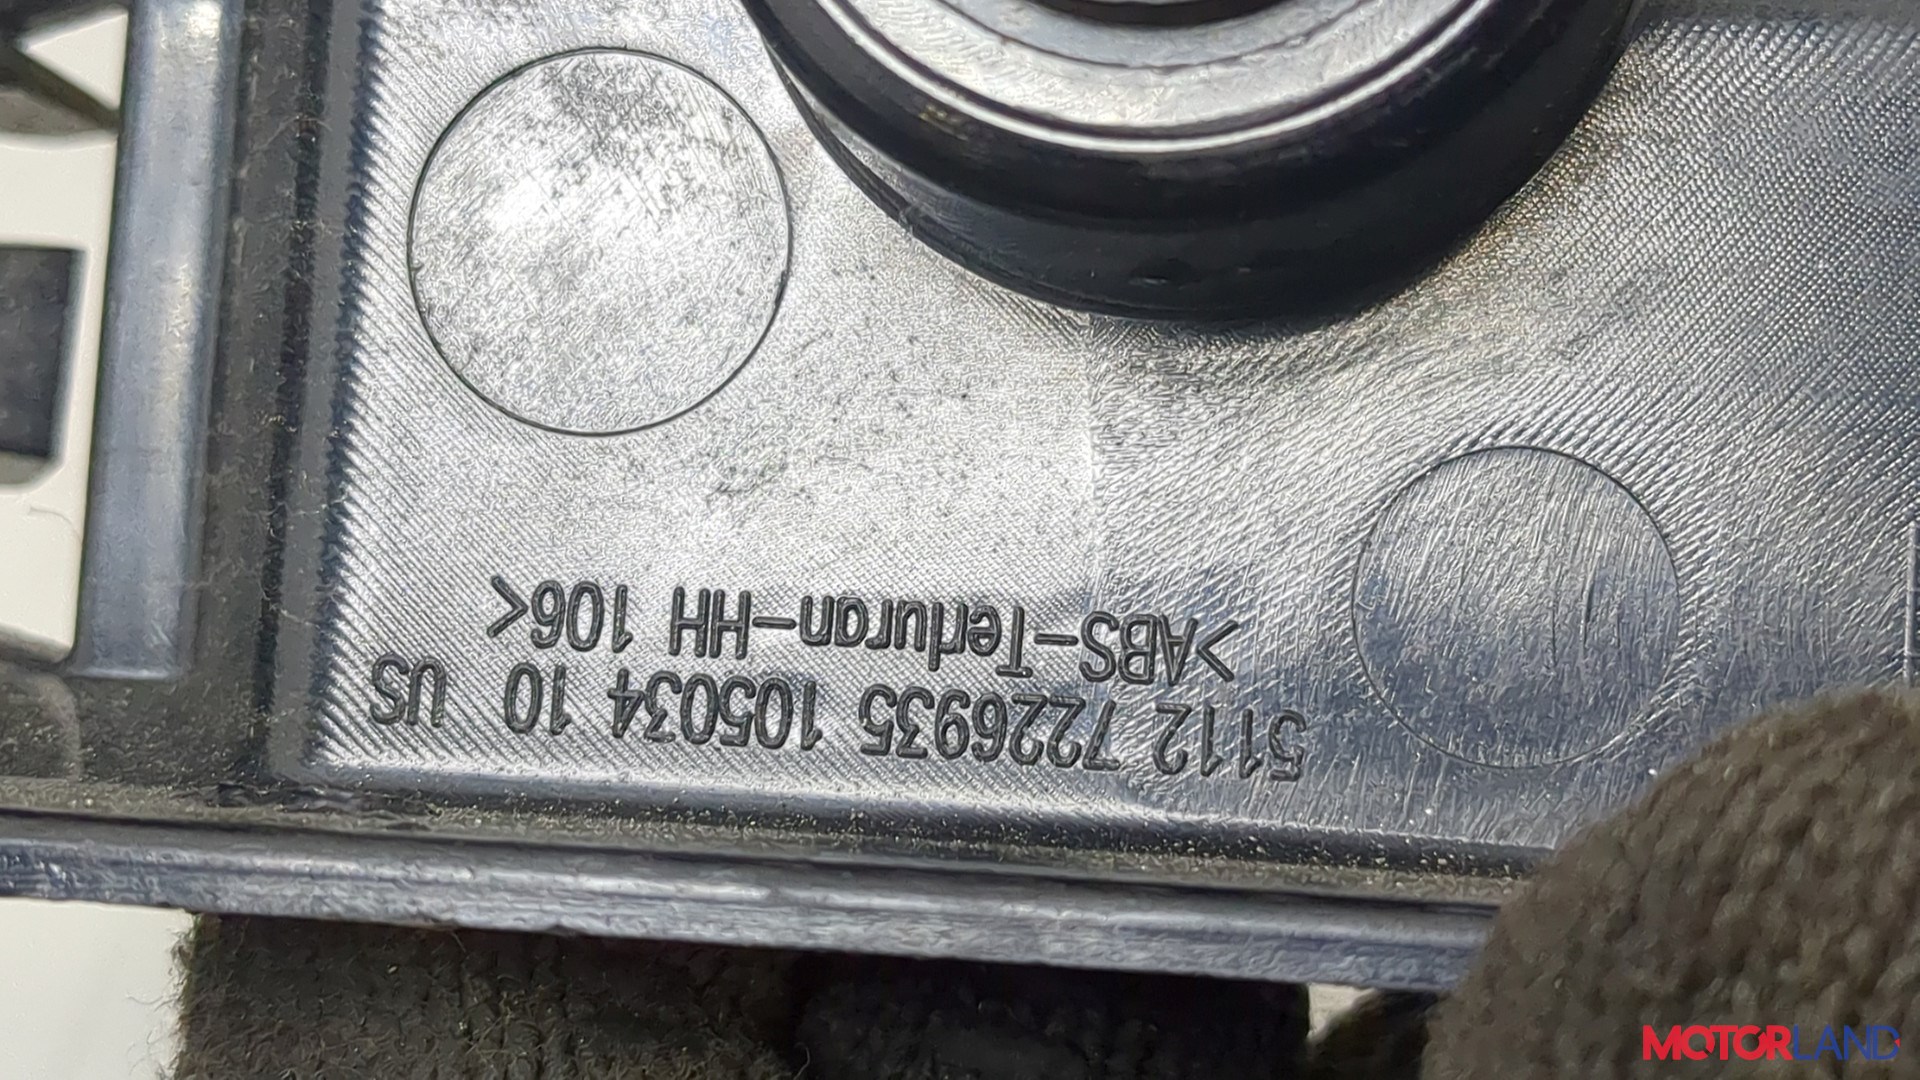 5112 7226935 105034 10 US
>ABS-Terluran-HH 106<
MOTORLAND